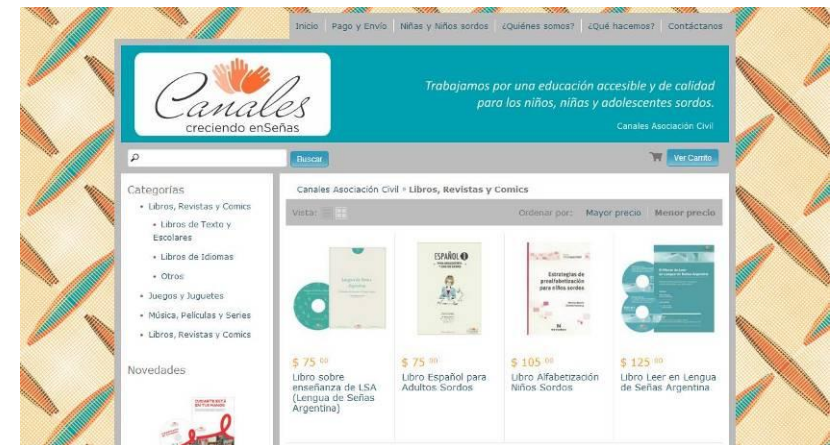 Inicio
Pago y Envío
Niñas y Niños sordos
¿Quiénes somos?
¿Qué hacemos?
Contáctanos
Canales
creciendo enSeñas
Trabajamos por una educación accesible y de calidad
para los niños, niñas y adolescentes sordos.
Canales Asociación Civil
Buscar
Ver Carrito
Categorías
Libros, Revistas y Comics
Libros de Texto y
Escolares
Libros de Idiomas
Otros
Juegos y Juguetes
Música, Películas y Series
Libros, Revistas y Comics
Novedades
Canales Asociación Civil » Libros, Revistas y Comics
Vista:
Ordenar por: Mayor precio Menor precio
ESPAÑOL 1
Estrategias de
prealfabetización
para niños sordos
$ 75 00
Libro sobre
enseñanza de LSA
(Lengua de Señas
Argentina)
$ 75 00
Libro Español para
Adultos Sordos
$ 105 00
Libro Alfabetización
Niños Sordos
$ 125 00
Libro Leer en Lengua
de Señas Argentina